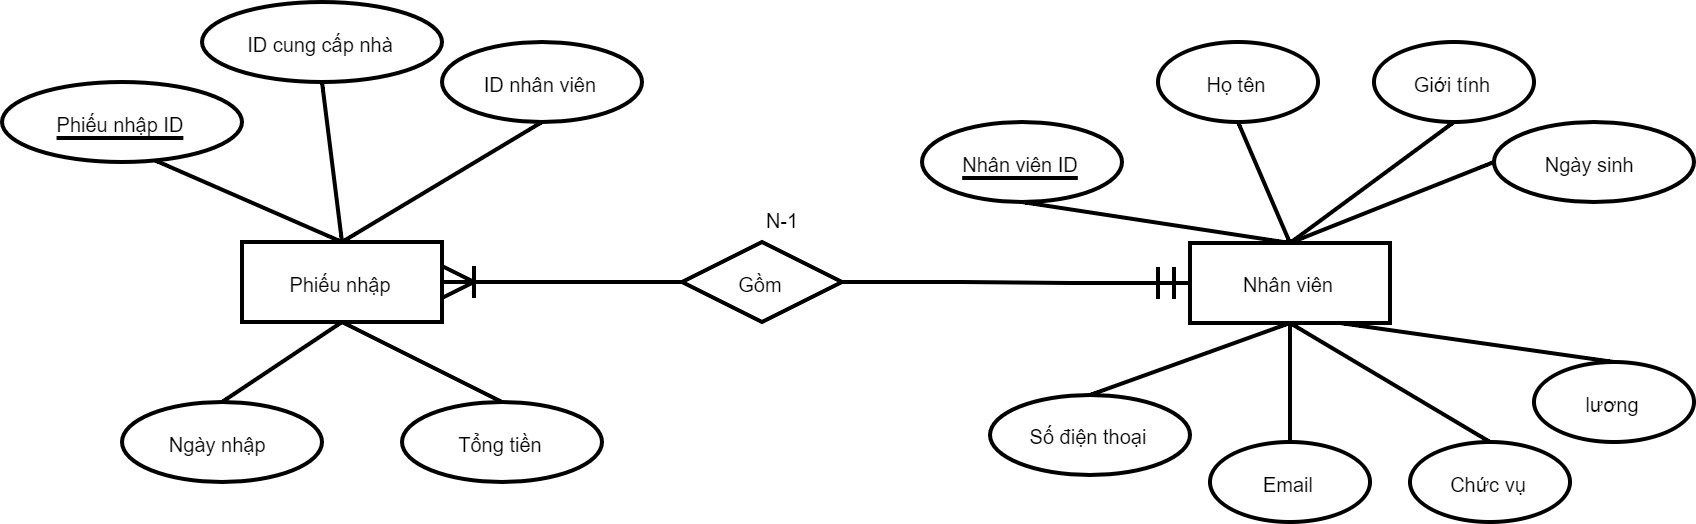 ID cung cấp nhà
ID nhân viên
Phiếu nhập ID
Họ tên
Giới tính
Nhân viên ID
Ngày sinh
N-1
Phiếu nhập
Gồm
Nhân viên
lương
Ngày nhập
Tổng tiền
Số điện thoại
Email
Chức vụ